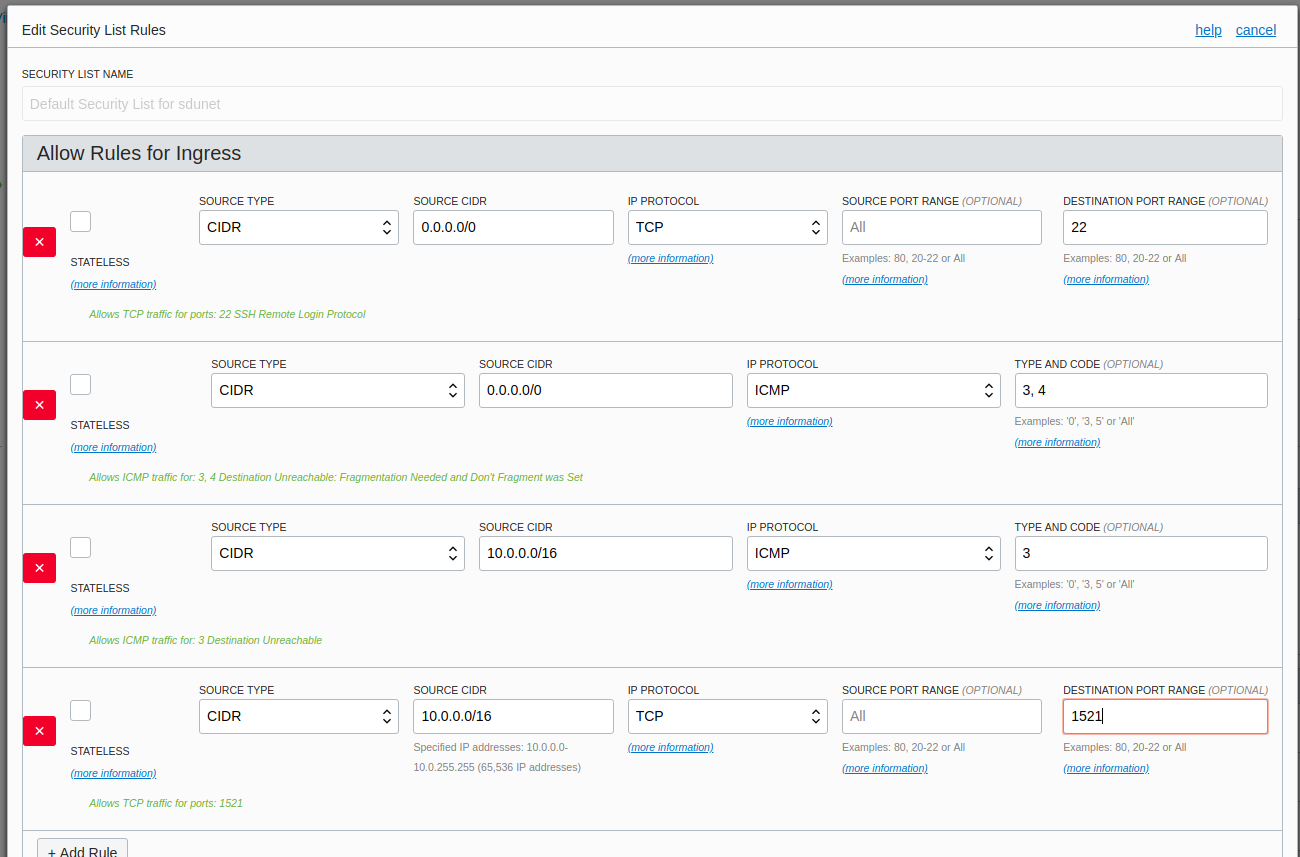 Edit Security List Rules
help cancel
SECURITY LIST NAME
Default Security List for sdunet
Allow Rules for Ingress
SOURCE TYPE SOURCE CIDR IP PROTOCOL SOURCE PORT RANGE (OPTIONAL) DESTINATION PORT RANGE (OPTIONAL)
CIDR 0.0.0.0/0 TCP All 22
× STATELESS (more information) Examples: 80, 20-22 or All Examples: 80, 20-22 or All
(more information) (more information) (more information)
Allows TCP traffic for ports: 22 SSH Remote Login Protocol
SOURCE TYPE SOURCE CIDR IP PROTOCOL TYPE AND CODE (OPTIONAL)
CIDR 0.0.0.0/0 ICMP 3, 4
× STATELESS (more information) Examples: '0', '3, 5' or 'All'
(more information) (more information)
Allows ICMP traffic for: 3, 4 Destination Unreachable: Fragmentation Needed and Don't Fragment was Set
SOURCE TYPE SOURCE CIDR IP PROTOCOL TYPE AND CODE (OPTIONAL)
CIDR 10.0.0.0/16 ICMP 3
× STATELESS (more information) Examples: '0', '3, 5' or 'All'
(more information) (more information)
Allows ICMP traffic for: 3 Destination Unreachable
SOURCE TYPE SOURCE CIDR IP PROTOCOL SOURCE PORT RANGE (OPTIONAL) DESTINATION PORT RANGE (OPTIONAL)
CIDR 10.0.0.0/16 TCP All 1521
× STATELESS Specified IP addresses: 10.0.0.0- (more information) Examples: 80, 20-22 or All Examples: 80, 20-22 or All
(more information) 10.0.255.255 (65,536 IP addresses) (more information) (more information)
Allows TCP traffic for ports: 1521
+ Add Rule